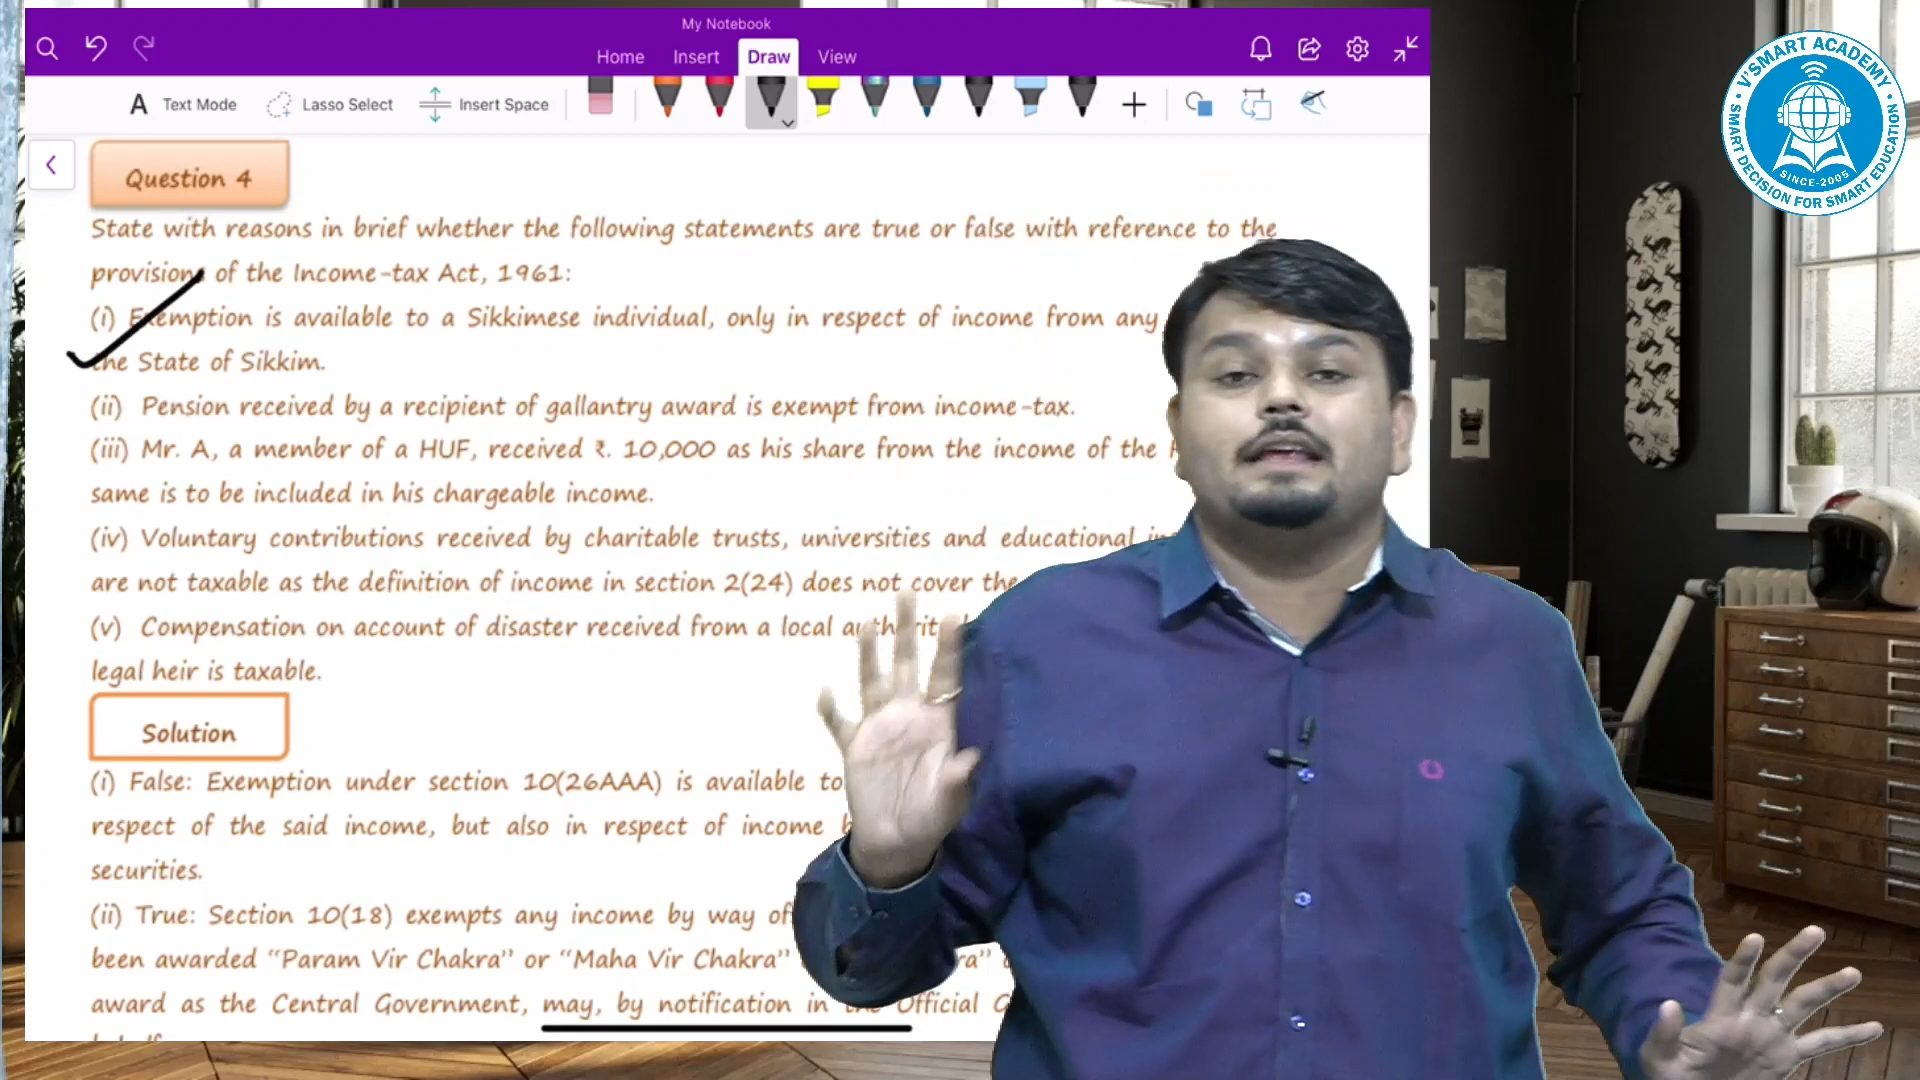 My Notebook
Home Insert Draw View
A Text Mode Lasso Select Insert Space
Question 4
State with reasons in brief whether the following statements are true or false with reference to the
provisions of the Income-tax Act, 1961:
(i) Exemption is available to a Sikkimese individual, only in respect of income from any
the State of Sikkim.
(ii) Pension received by a recipient of gallantry award is exempt from income-tax.
(iii) Mr. A, a member of a HUF, received ₹. 10,000 as his share from the income of the
same is to be included in his chargeable income.
(iv) Voluntary contributions received by charitable trusts, universities and educational
are not taxable as the definition of income in section 2(24) does not cover
(v) Compensation on account of disaster received from a local
legal heir is taxable.
Solution
(i) False: Exemption under section 10(26AAA) is available to
respect of the said income, but also in respect of income
securities.
(ii) True: Section 10(18) exempts any income by way of
been awarded “Param Vir Chakra” or “Maha Vir Chakra”
award as the Central Government, may, by notification in Official
V'SMART ACADEMY
SINCE-2005
SMART DECISION FOR SMART EDUCATION